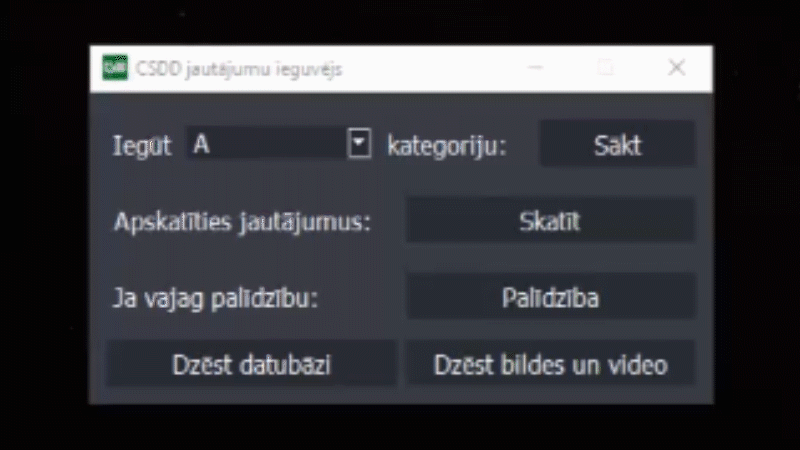 CSDD jautājumu ieguvējs
Iegūt A kategoriju: Sākt
Apskatīties jautājumus: Skatīt
Ja vajag palīdzību: Palīdzība
Dzēst datubāzi Dzēst bildes un video